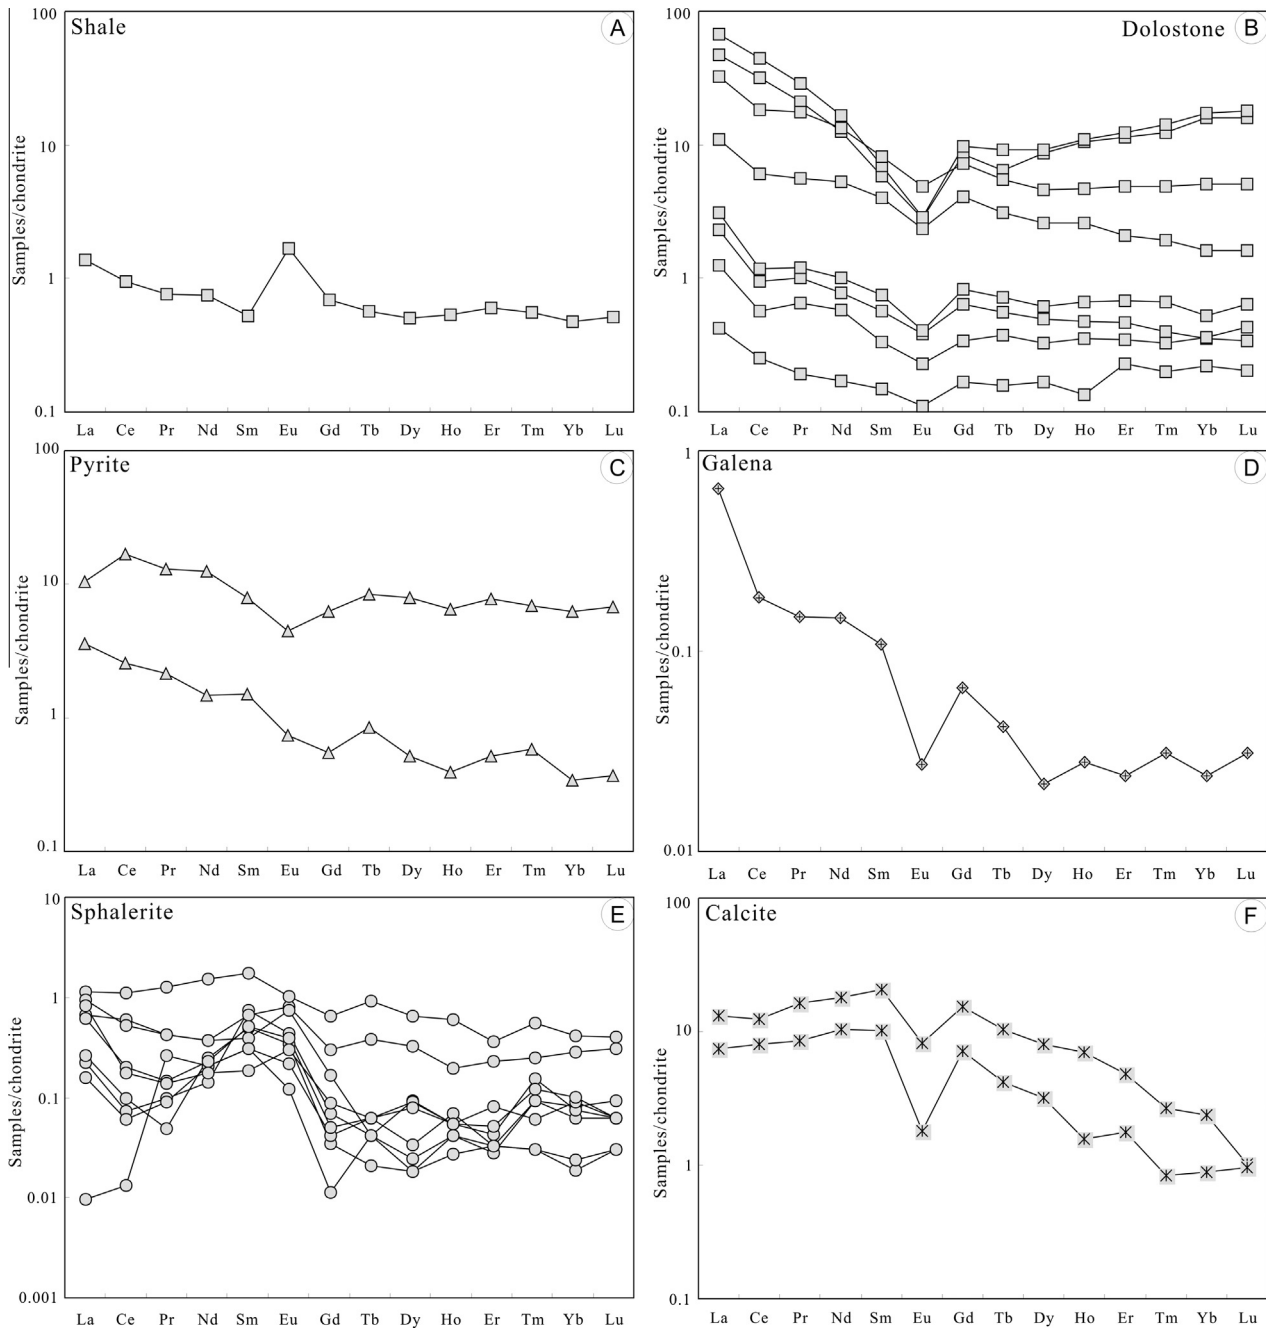 Shale
A
100
10
1
0.1
Samples/chondrite
La Ce Pr Nd Sm Eu Gd Tb Dy Ho Er Tm Yb Lu
Dolostone
B
100
10
1
0.1
Samples/chondrite
La Ce Pr Nd Sm Eu Gd Tb Dy Ho Er Tm Yb Lu
Pyrite
C
100
10
1
0.1
Samples/chondrite
La Ce Pr Nd Sm Eu Gd Tb Dy Ho Er Tm Yb Lu
Galena
D
1
0.1
0.01
Samples/chondrite
La Ce Pr Nd Sm Eu Gd Tb Dy Ho Er Tm Yb Lu
Sphalerite
E
10
1
0.1
0.01
0.001
Samples/chondrite
La Ce Pr Nd Sm Eu Gd Tb Dy Ho Er Tm Yb Lu
Calcite
F
100
10
1
0.1
Samples/chondrite
La Ce Pr Nd Sm Eu Gd Tb Dy Ho Er Tm Yb Lu